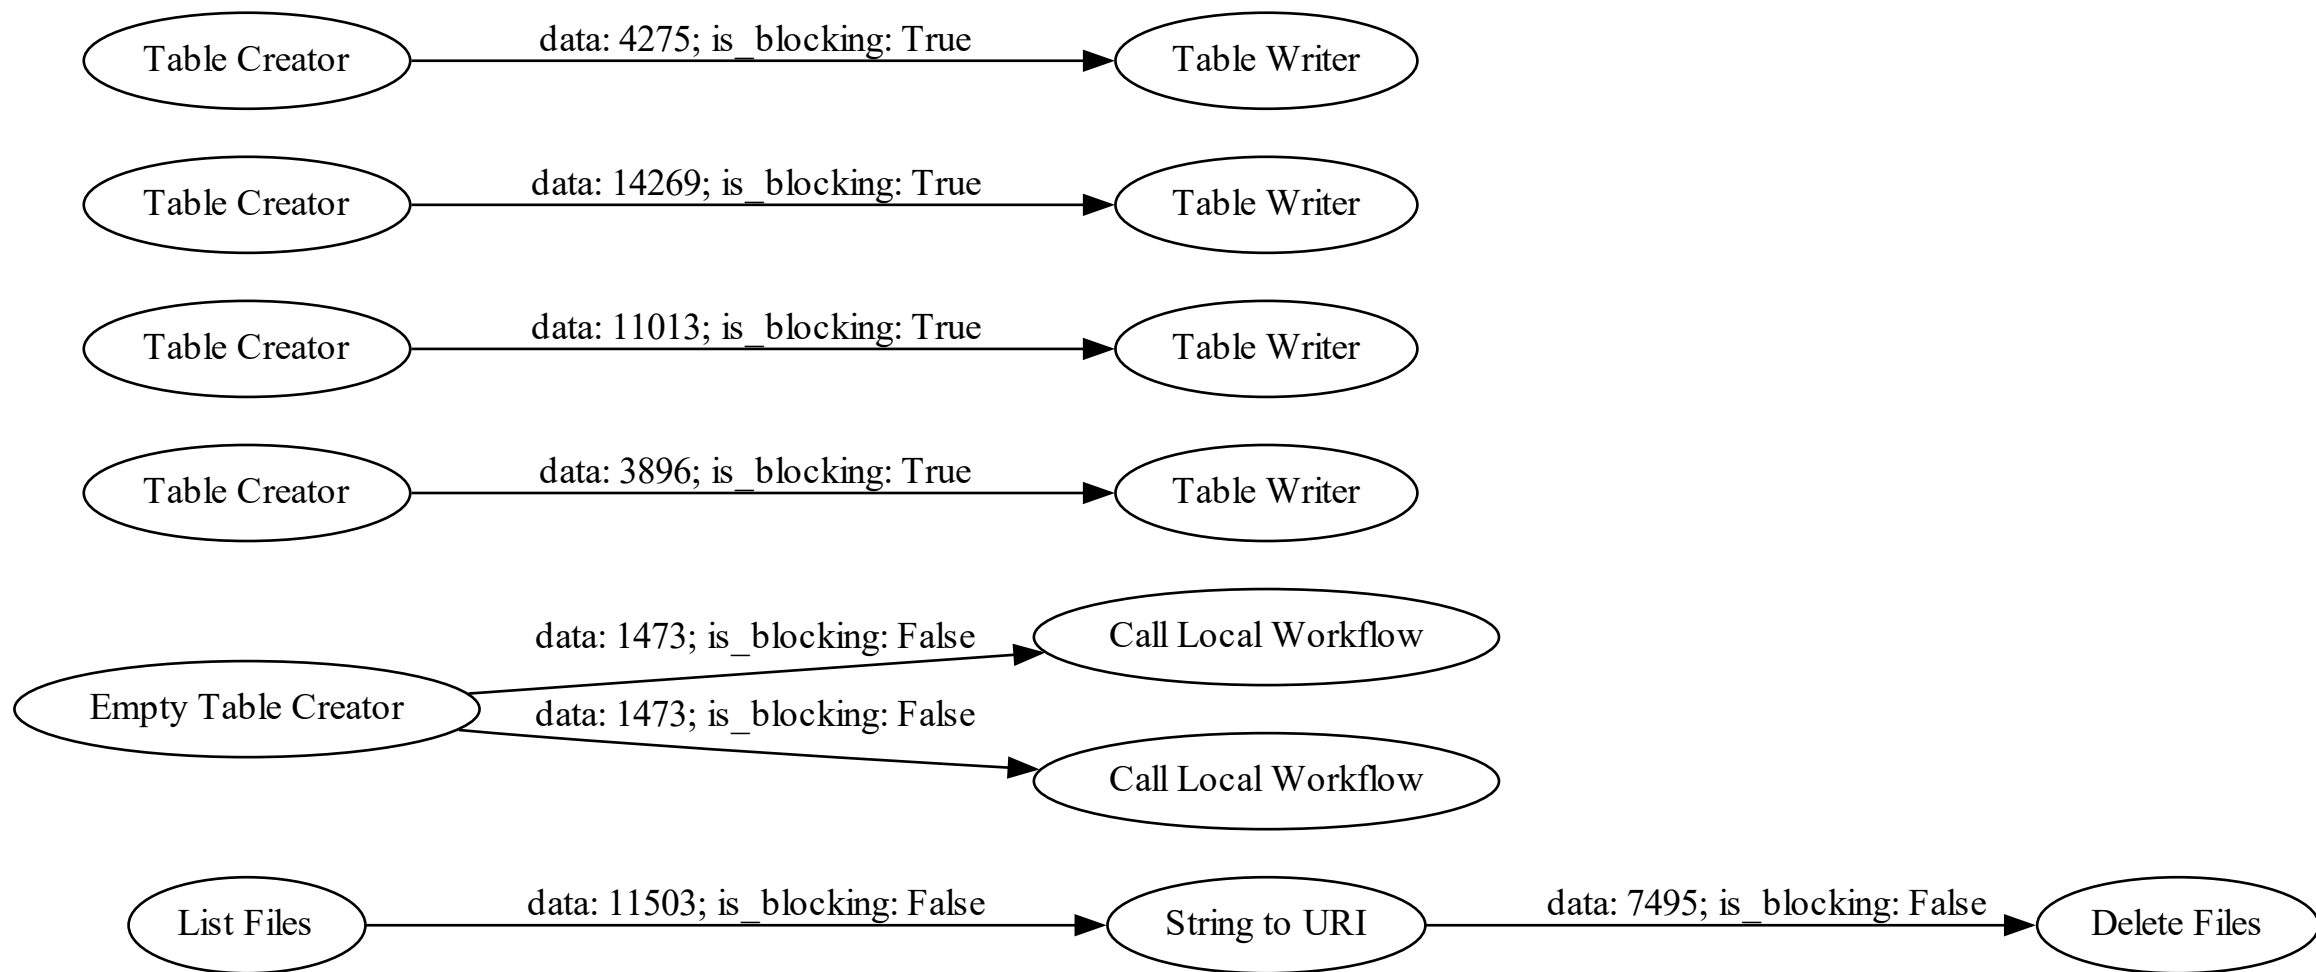 Table Creator
data: 4275; is_blocking: True
Table Writer
Table Creator
data: 14269; is_blocking: True
Table Writer
Table Creator
data: 11013; is_blocking: True
Table Writer
Table Creator
data: 3896; is_blocking: True
Table Writer
Empty Table Creator
data: 1473; is_blocking: False
Call Local Workflow
data: 1473; is_blocking: False
Call Local Workflow
List Files
data: 11503; is_blocking: False
String to URI
data: 7495; is_blocking: False
Delete Files